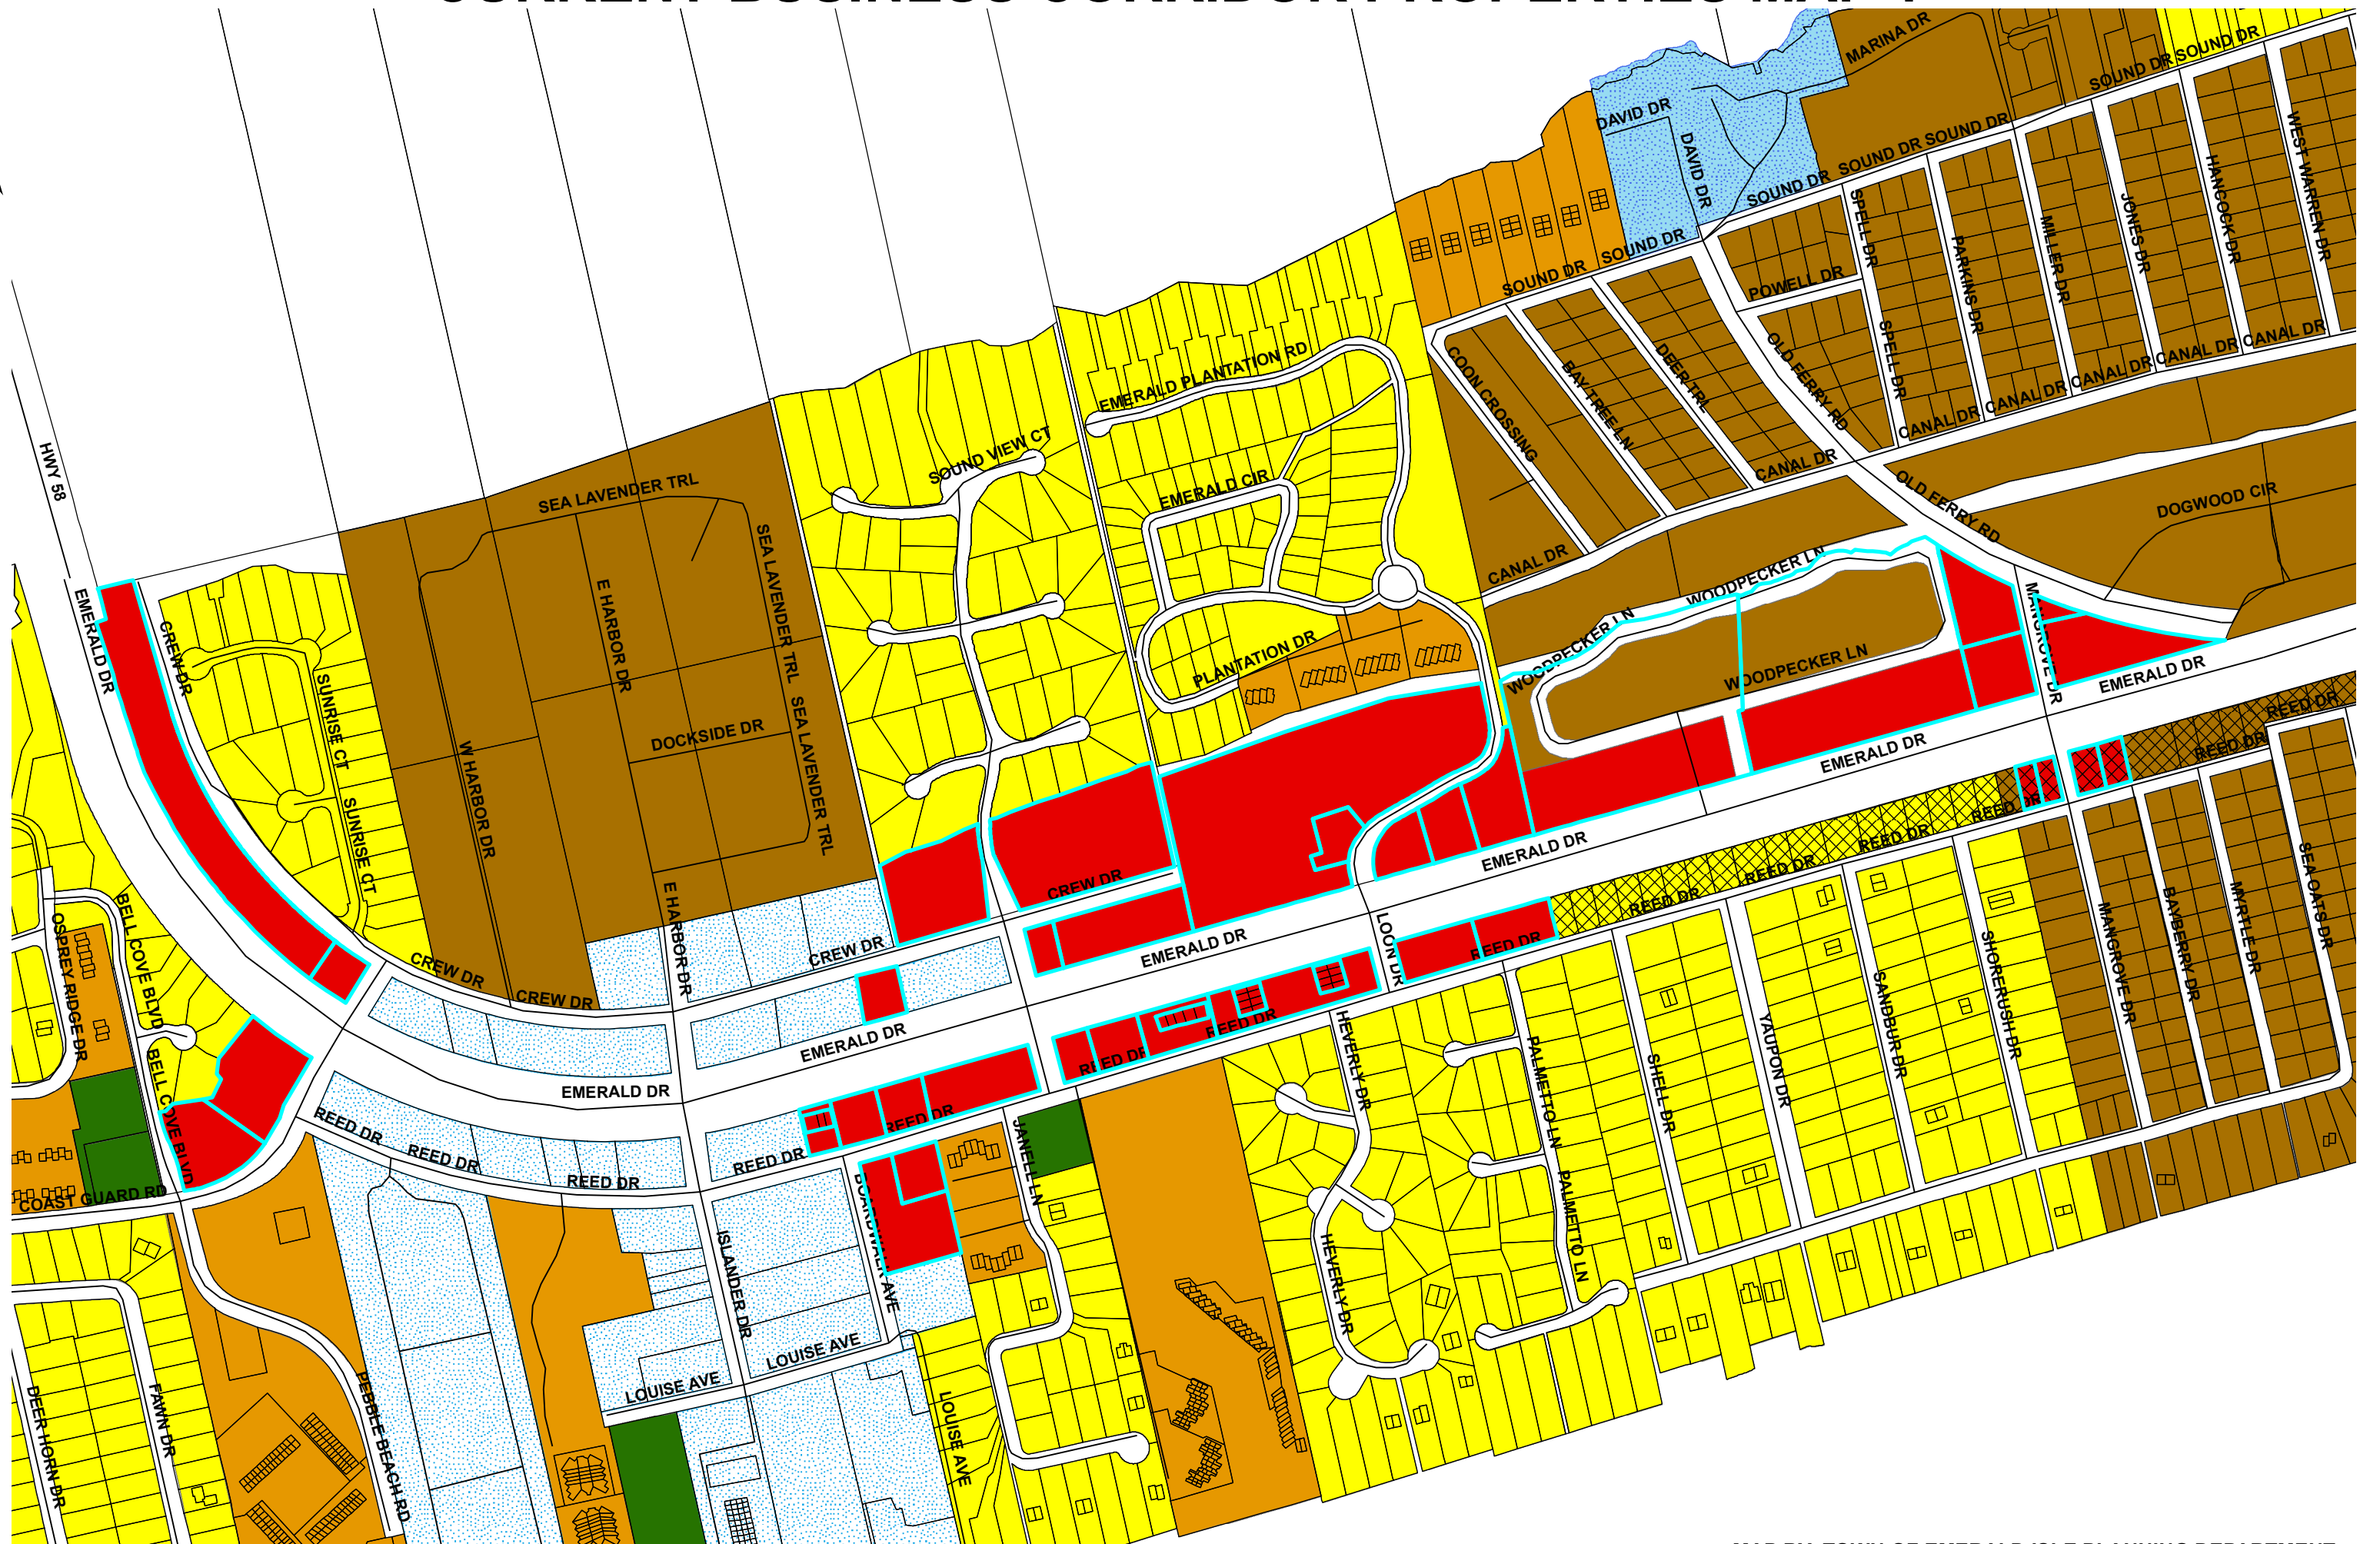 MARINA DR
SOUND DR
SOUND DR
DAVID DR
DAVID DR
SOUND DR
SOUND DR
SOUND DR
SOUND DR
SOUND DR
WEST WARREN DR
HANCOCK DR
JONES DR
MILLER DR
PARKINS DR
SPELL DR
SPELL DR
POWELL DR
OLD FERRY RD
CANAL DR
CANAL DR
CANAL DR
CANAL DR
CANAL DR
CANAL DR
CANAL DR
COON CROSSING
BAY TREE LN
DEER TRL
EMERALD PLANTATION RD
SOUND VIEW CT
EMERALD CIR
PLANTATION DR
OLD FERRY RD
DOGWOOD CIR
HWY 58
SEA LAVENDER TRL
SEA LAVENDER TRL
SEA LAVENDER TRL
E HARBOR DR
W HARBOR DR
DOCKSIDE DR
EMERALD DR
CREW DR
SUNRISE CT
SUNRISE CT
WOODPECKER LN
WOODPECKER LN
WOODPECKER LN
MANGROVE DR
EMERALD DR
EMERALD DR
EMERALD DR
EMERALD DR
EMERALD DR
EMERALD DR
REED DR
REED DR
REED DR
REED DR
REED DR
REED DR
REED DR
REED DR
REED DR
REED DR
REED DR
REED DR
REED DR
REED DR
CREW DR
CREW DR
CREW DR
CREW DR
E HARBOR DR
LOON DR
OSPREY RIDGE DR
BELL COVE BLVD
BELL COVE BLVD
COAST GUARD RD
BOARDWALK AVE
JANELL LN
ISLANDER DR
LOUISE AVE
LOUISE AVE
LOUISE AVE
HEVERLY DR
HEVERLY DR
PALMETTO LN
PALMETTO LN
SHELL DR
YAUPON DR
SANDBUR DR
SHORERUSH DR
MANGROVE DR
BAYBERRY DR
MYRTLE DR
SEA OATS DR
DEER HORN DR
FAWN DR
PEBBLE BEACH RD